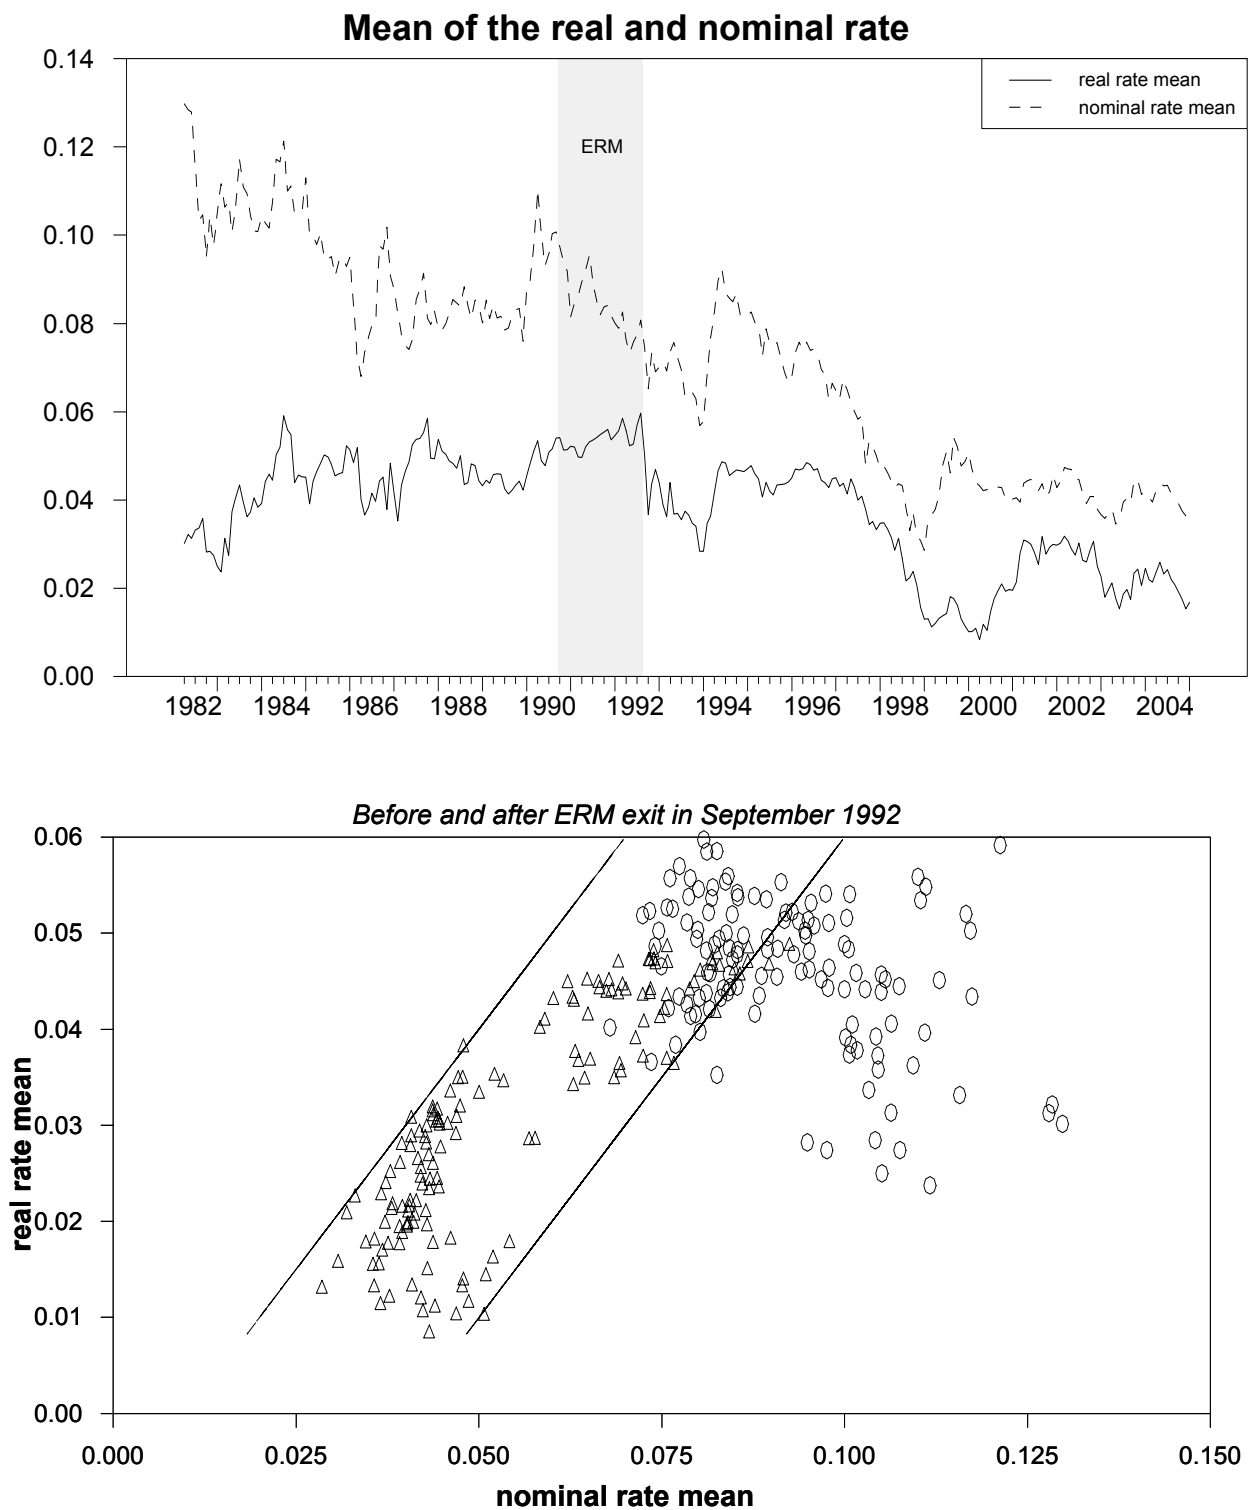 Mean of the real and nominal rate
0.14
real rate mean
nominal rate mean
0.12
ERM
0.10
0.08
0.06
0.04
0.02
0.00
1982 1984 1986 1988 1990 1992 1994 1996 1998 2000 2002 2004
Before and after ERM exit in September 1992
0.06
0.05
0.04
0.03
0.02
0.01
0.00
real rate mean
0.000 0.025 0.050 0.075 0.100 0.125 0.150
nominal rate mean